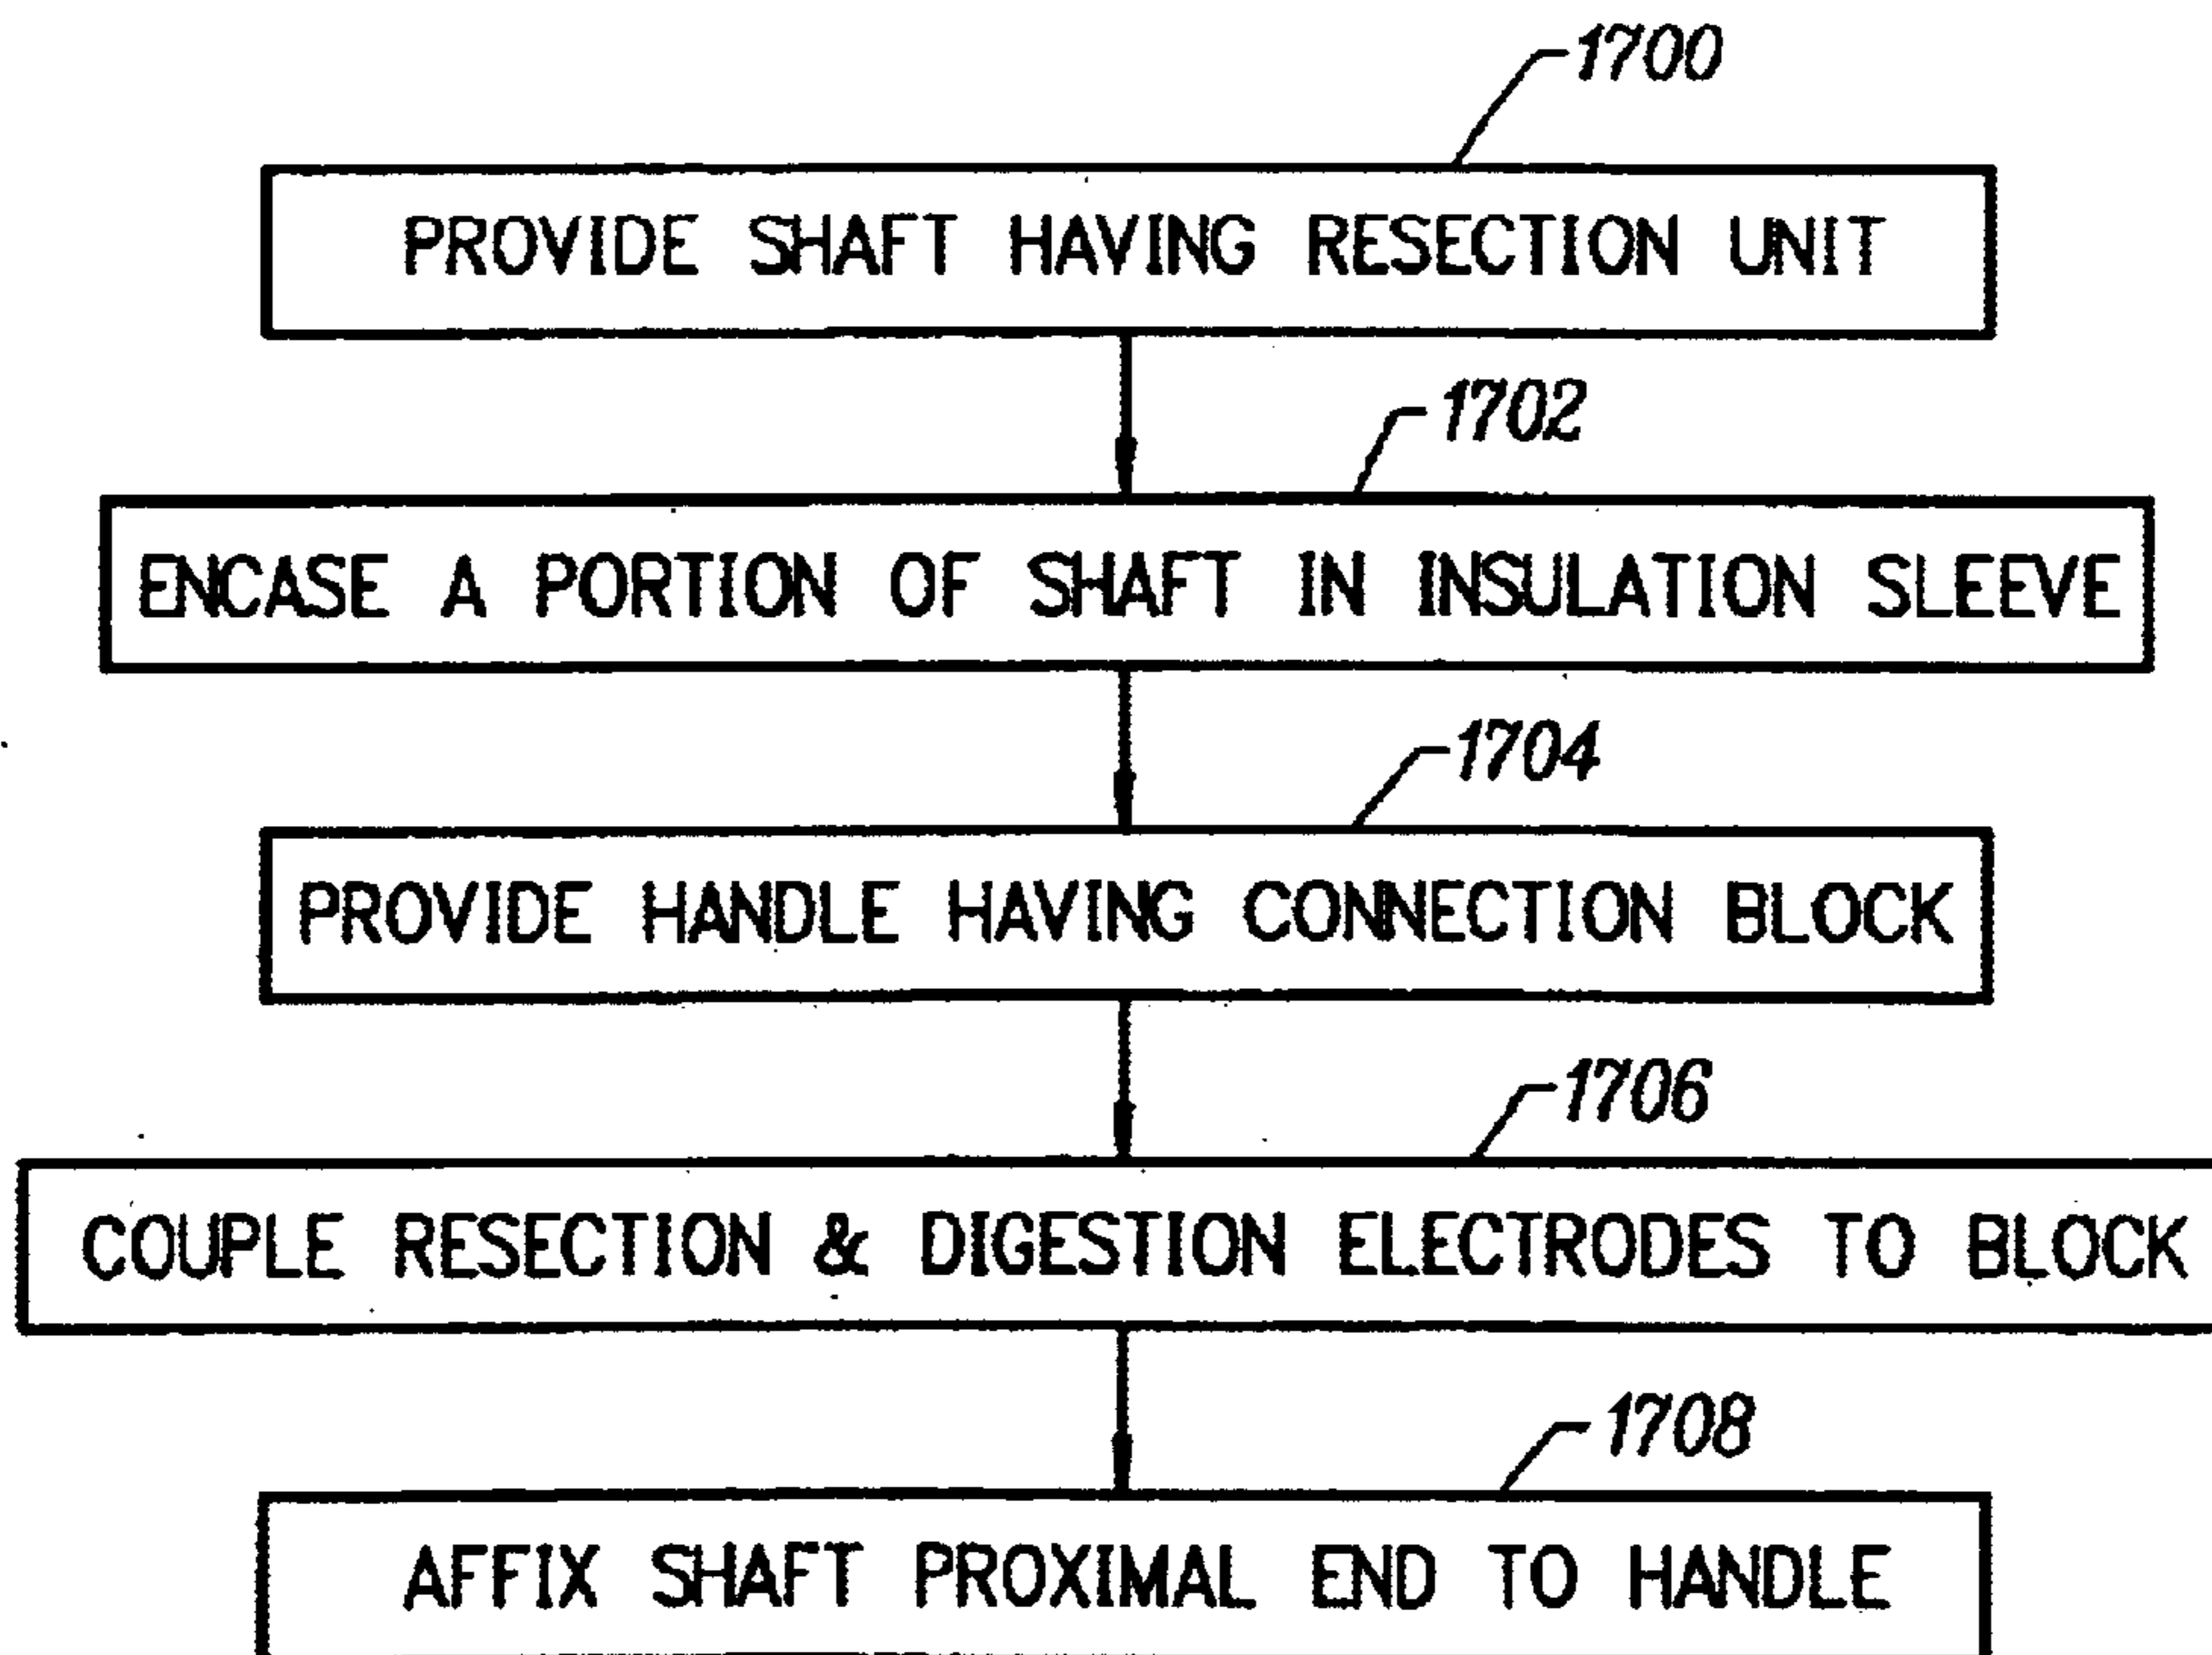 1700
PROVIDE SHAFT HAVING RESECTION UNIT
1702
ENCASE A PORTION OF SHAFT IN INSULATION SLEEVE
1704
PROVIDE HANDLE HAVING CONNECTION BLOCK
1706
COUPLE RESECTION & DIGESTION ELECTRODES TO BLOCK
1708
AFFIX SHAFT PROXIMAL END TO HANDLE